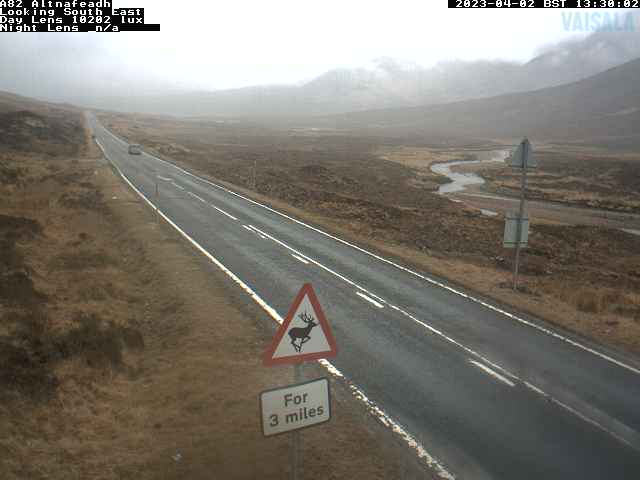 A82 Altnafeadh
Looking South East
Day Lens 10202 lux
Night Lens n/a
2023-04-02 BST 13:30:02
VAISALA
For
3 miles